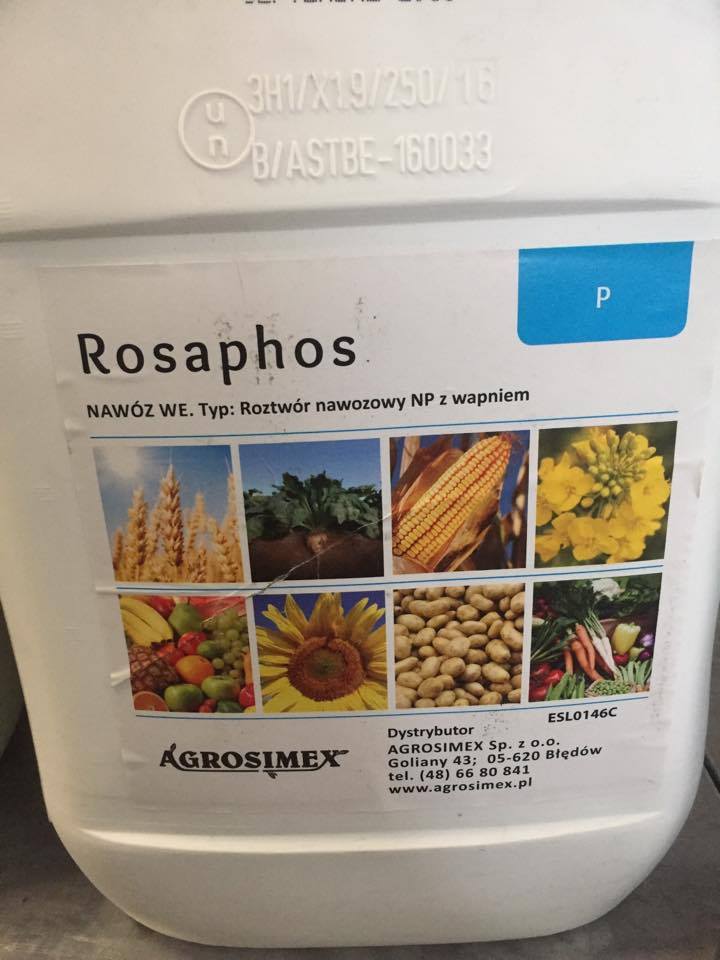 un
3H1/X1.9/250/16
B/ASTBE-160033
P
Rosaphos
NAWÓZ WE. Typ: Roztwór nawozowy NP z wapniem
ESL0146C
AGROSIMEX
Dystrybutor
AGROSIMEX Sp. z o.o.
Goliany 43; 05-620 Błędów
tel. (48) 66 80 841
www.agrosimex.pl